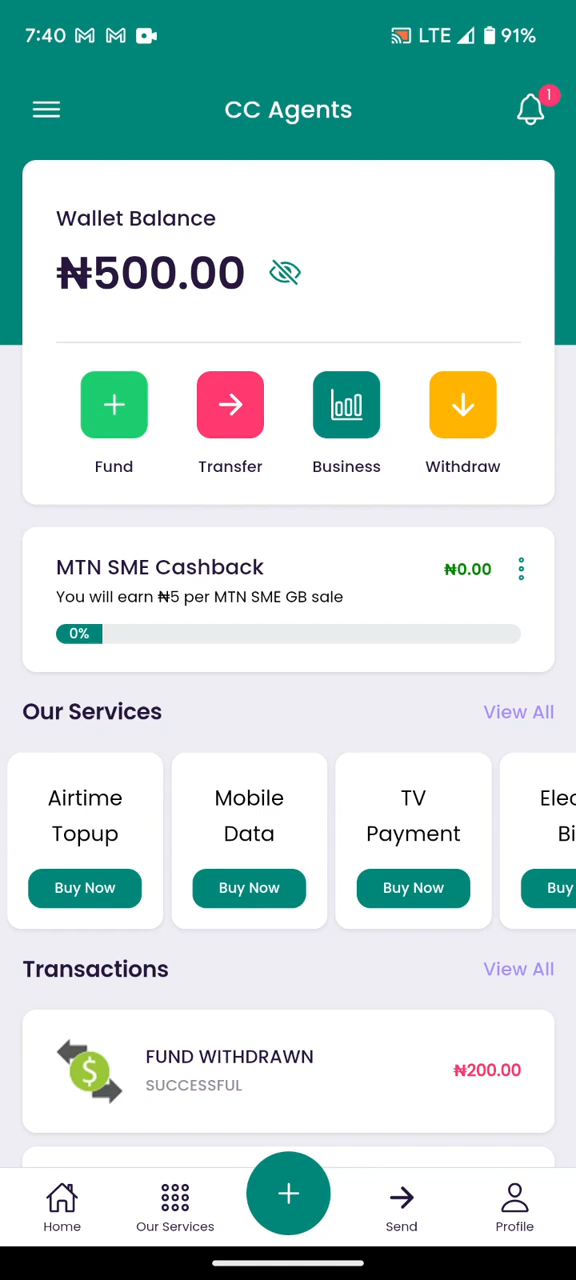 7:40 LTE 91%
CC Agents 1
Wallet Balance
₦500.00
Fund Transfer Business Withdraw
MTN SME Cashback ₦0.00
You will earn ₦5 per MTN SME GB sale
0%
Our Services View All
Airtime Topup
Buy Now
Mobile Data
Buy Now
TV Payment
Buy Now
Elec
Bi
Buy
Transactions View All
FUND WITHDRAWN ₦200.00
SUCCESSFUL
Home Our Services Send Profile